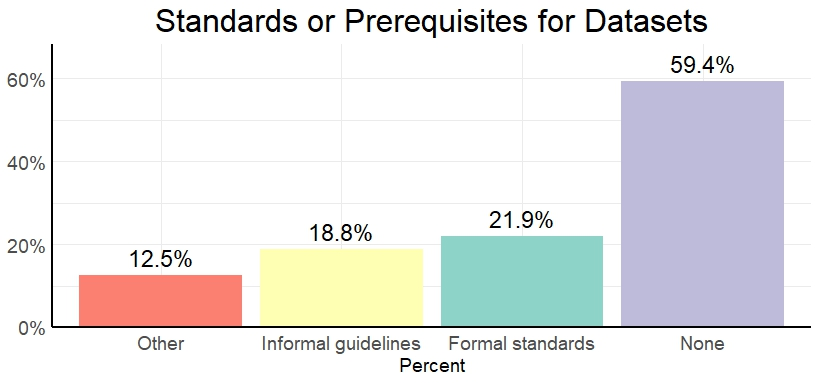 Standards or Prerequisites for Datasets
60%
40%
20%
0%
12.5%
18.8%
21.9%
59.4%
Other
Informal guidelines
Formal standards
None
Percent